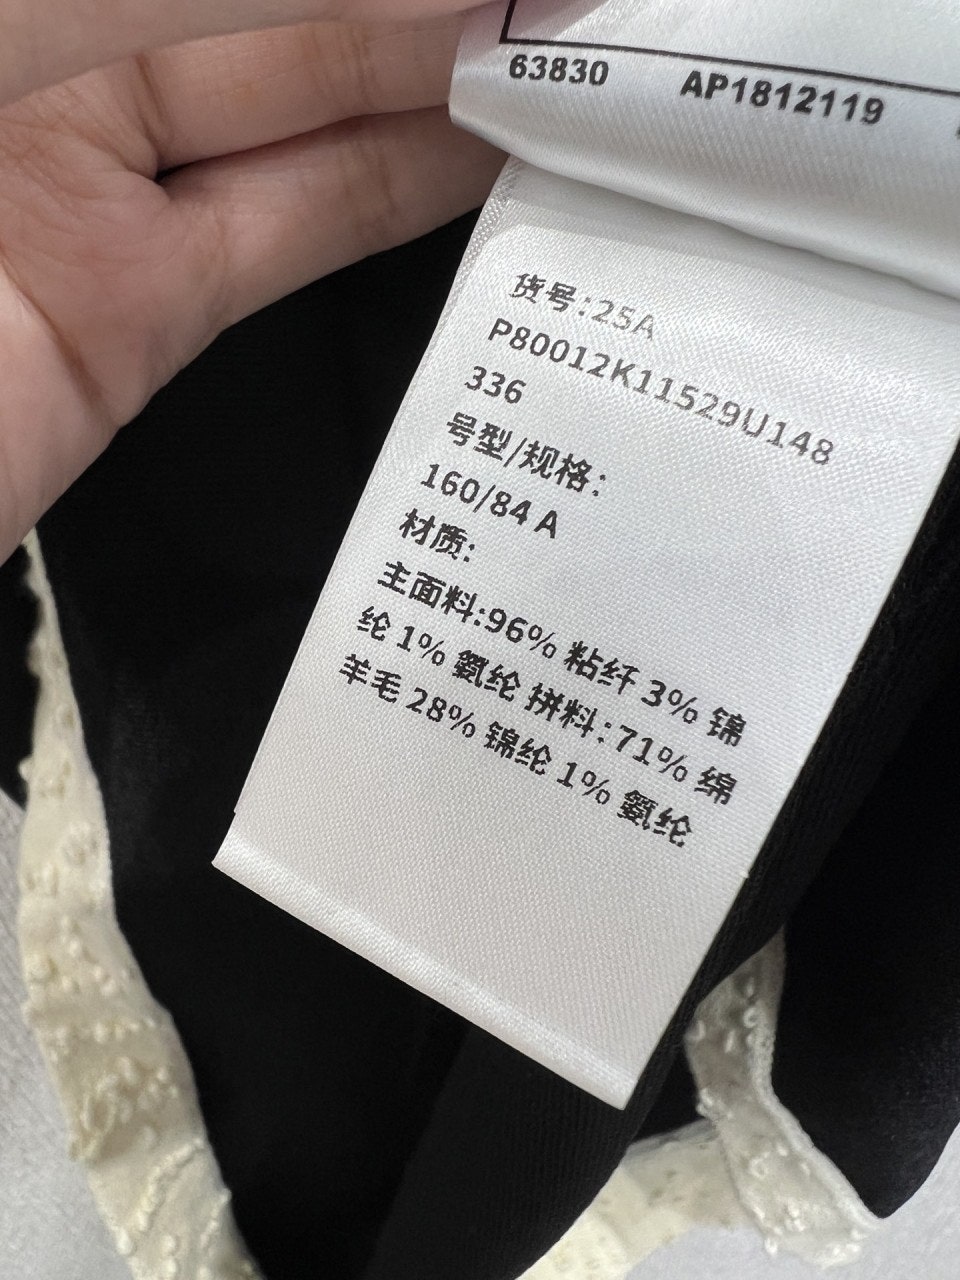 63830 AP1812119
货号:25A
P80012K11529U148
336
号型/规格:
160/84 A
材质:
主面料:96% 粘纤 3% 锦
纶 1% 氨纶 拼料:71% 绵
羊毛 28% 锦纶 1% 氨纶